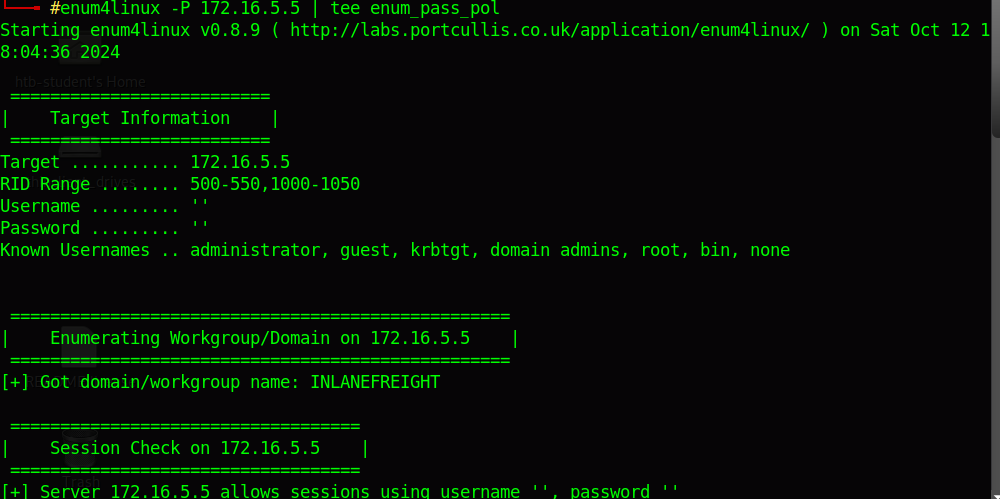 #enum4linux -P 172.16.5.5 | tee enum_pass_pol
Starting enum4linux v0.8.9 ( http://labs.portcullis.co.uk/application/enum4linux/ ) on Sat Oct 12 1
8:04:36 2024
htb-student's Home
==========================
|    Target Information    |
==========================
Target ........... 172.16.5.5
RID Range ........ 500-550,1000-1050
Username ......... ''
Password ......... ''
Known Usernames .. administrator, guest, krbtgt, domain admins, root, bin, none
==================================================
|    Enumerating Workgroup/Domain on 172.16.5.5    |
==================================================
[+] Got domain/workgroup name: INLANEFREIGHT
===================================
|    Session Check on 172.16.5.5    |
===================================
Trash
[+] Server 172.16.5.5 allows sessions using username '', password ''